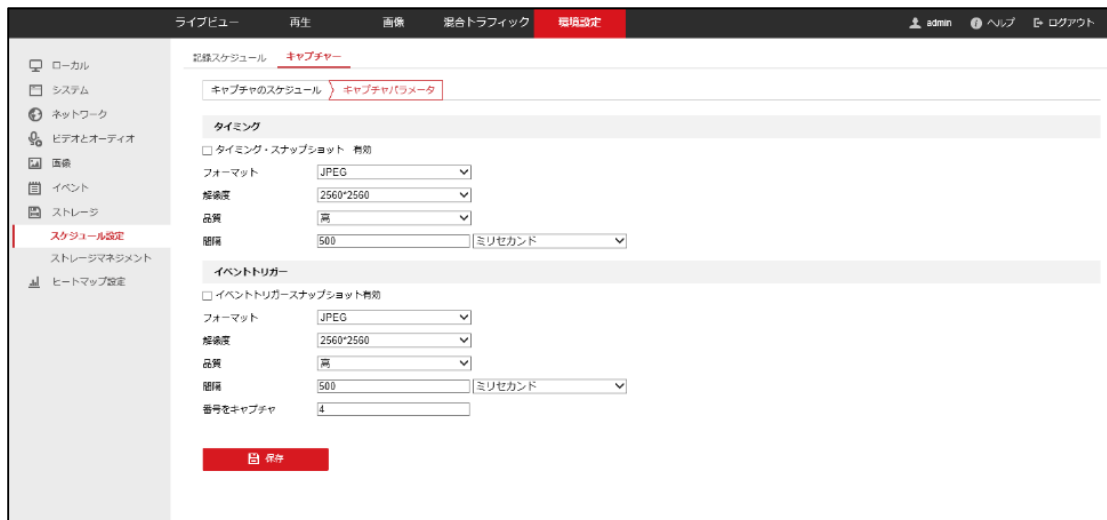 ライブビュー 再生 画像 混合トラフィック 環境設定 admin ヘルプ ログアウト
ローカル
システム
ネットワーク
ビデオとオーディオ
画像
イベント
ストレージ
スケジュール設定
ストレージマネジメント
ヒートマップ設定
記録スケジュール キャプチャー
キャプチャのスケジュール キャプチャパラメータ
タイミング
タイミング・スナップショット 有効
フォーマット JPEG
解像度 2560*2560
品質 高
間隔 500 ミリセカンド
イベントトリガー
イベントトリガースナップショット有効
フォーマット JPEG
解像度 2560*2560
品質 高
間隔 500 ミリセカンド
番号をキャプチャ 4
保存